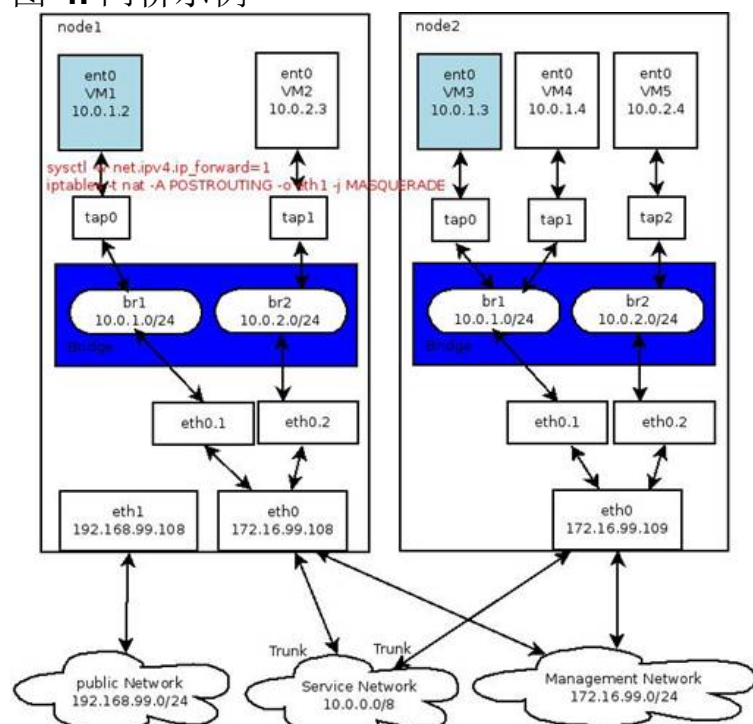 图 4. 网桥示例
node1
ent0
VM1
10.0.1.2
ent0
VM2
10.0.2.3
sysctl net.ipv4.ip_forward=1
nat -A POSTROUTING -o eth1 -j MASQUERADE
tap0
tap1
br1
10.0.1.0/24
br2
10.0.2.0/24
Bridge
eth0.1
eth0.2
eth1
192.168.99.108
eth0
172.16.99.108
node2
ent0
VM3
10.0.1.3
ent0
VM4
10.0.1.4
ent0
VM5
10.0.2.4
tap0
tap1
tap2
br1
10.0.1.0/24
br2
10.0.2.0/24
Bridge
eth0.1
eth0.2
eth0
172.16.99.109
Trunk
Trunk
public Network
192.168.99.0/24
Service Network
10.0.0.0/8
Management Network
172.16.99.0/24